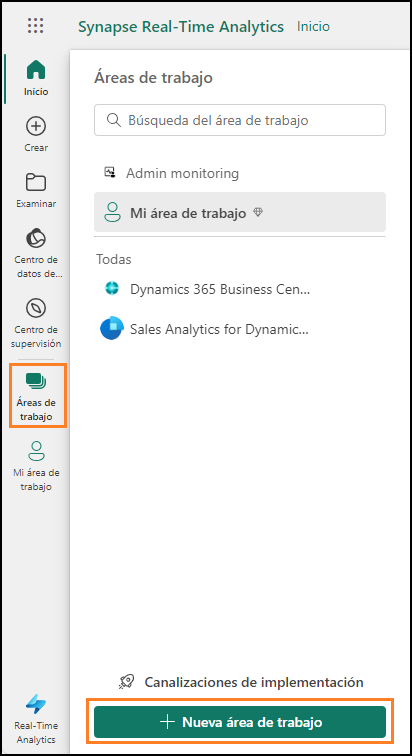 Synapse Real-Time Analytics Inicio
Inicio
Crear
Examinar
Centro de
datos de...
Centro de
supervisión
Áreas de
trabajo
Mi área de
trabajo
Real-Time
Analytics
Áreas de trabajo
Búsqueda del área de trabajo
Admin monitoring
Mi área de trabajo
Todas
Dynamics 365 Business Cen...
Sales Analytics for Dynamic...
Canalizaciones de implementación
Nueva área de trabajo